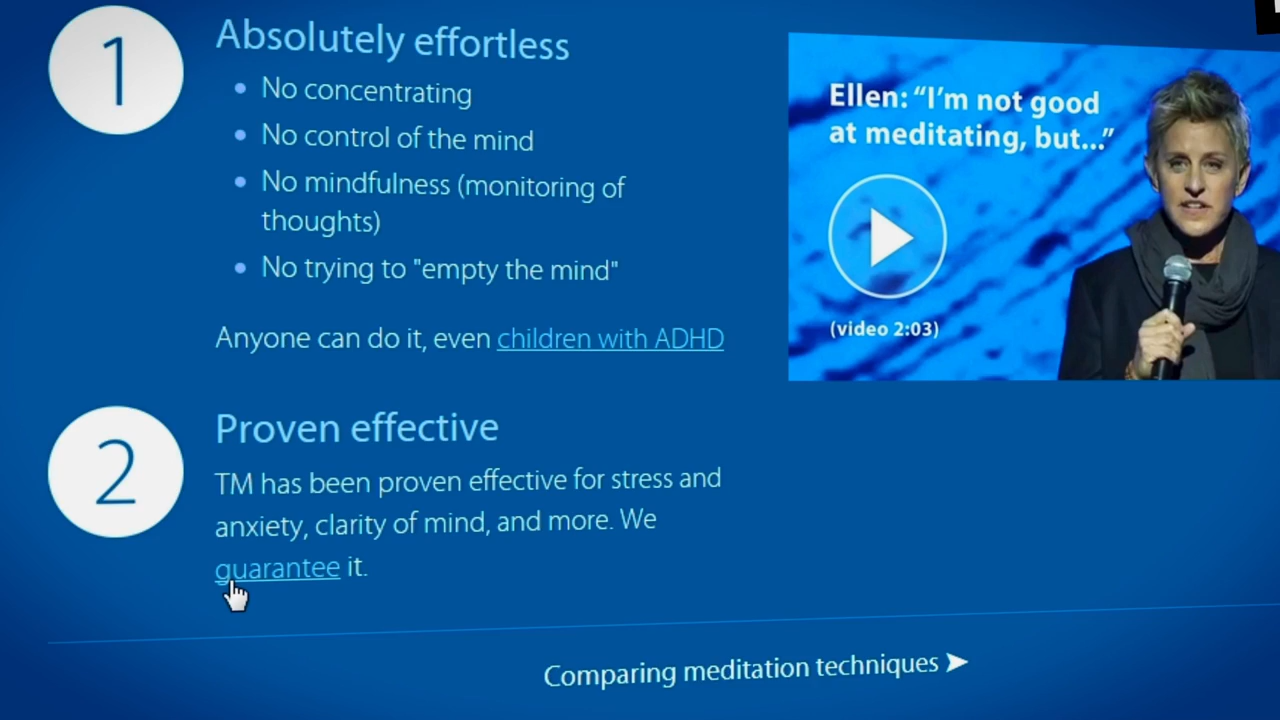 1
Absolutely effortless
• No concentrating
• No control of the mind
• No mindfulness (monitoring of
thoughts)
• No trying to "empty the mind"
Anyone can do it, even children with ADHD
Ellen: “I’m not good
at meditating, but...”
(video 2:03)
2
Proven effective
TM has been proven effective for stress and
anxiety, clarity of mind, and more. We
guarantee it.
Comparing meditation techniques ➤